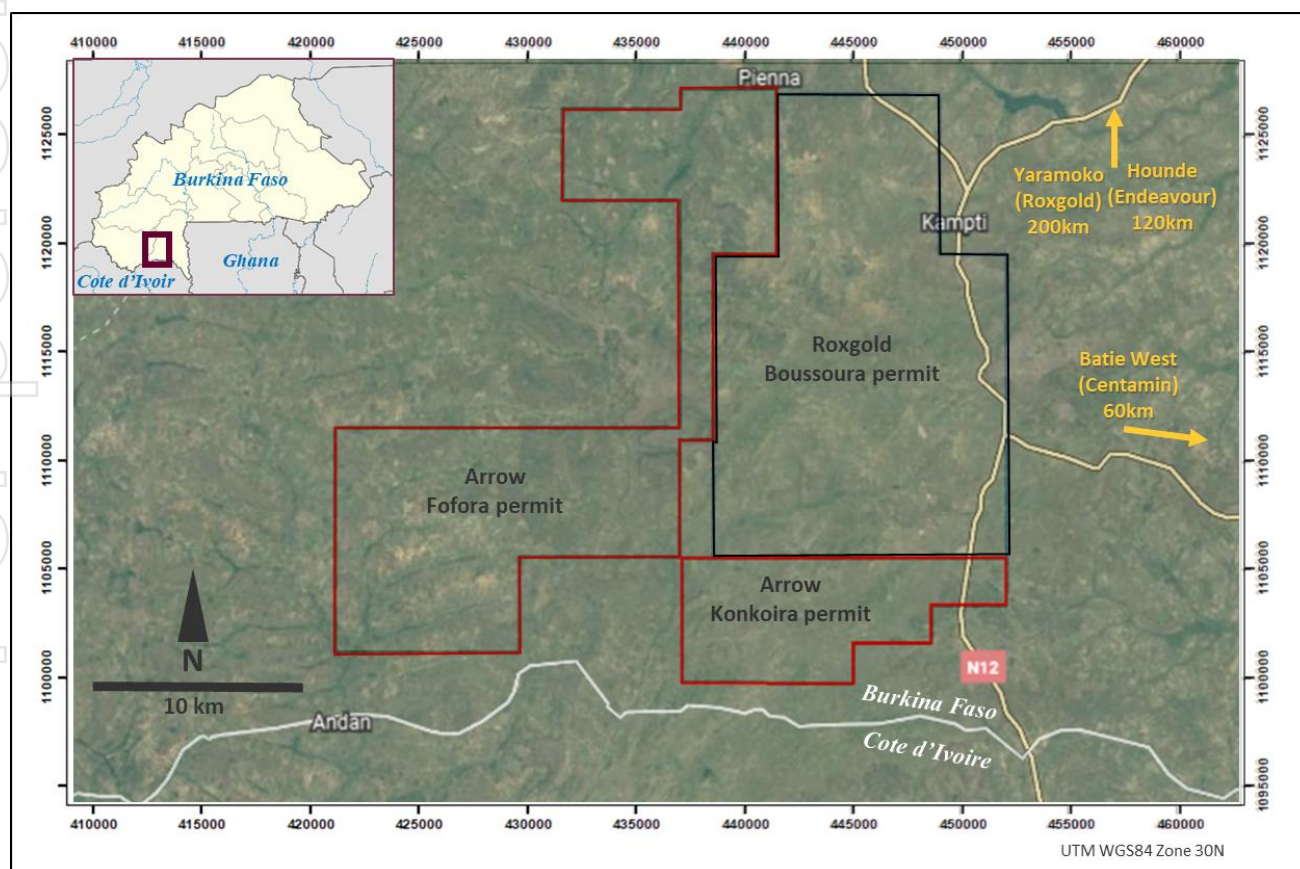 410000 415000 420000 425000 430000 435000 440000 445000 450000 455000 460000
Pienna
1125000
1125000
Burkina Faso
Ghana
Cote d'Ivoir
Yaramoko
(Roxgold)
200km
Hounde
(Endeavour)
120km
Kampti
1120000
1120000
Roxgold
Boussoura permit
1115000
1115000
Batie West
(Centamin)
60km
1110000
1110000
Arrow
Fofora permit
1105000
1105000
Arrow
Konkoira permit
N
10 km
1100000
1100000
N12
Andan
Burkina Faso
Cote d'Ivoire
1095000
410000 415000 420000 425000 430000 435000 440000 445000 450000 455000 460000
UTM WGS84 Zone 30N